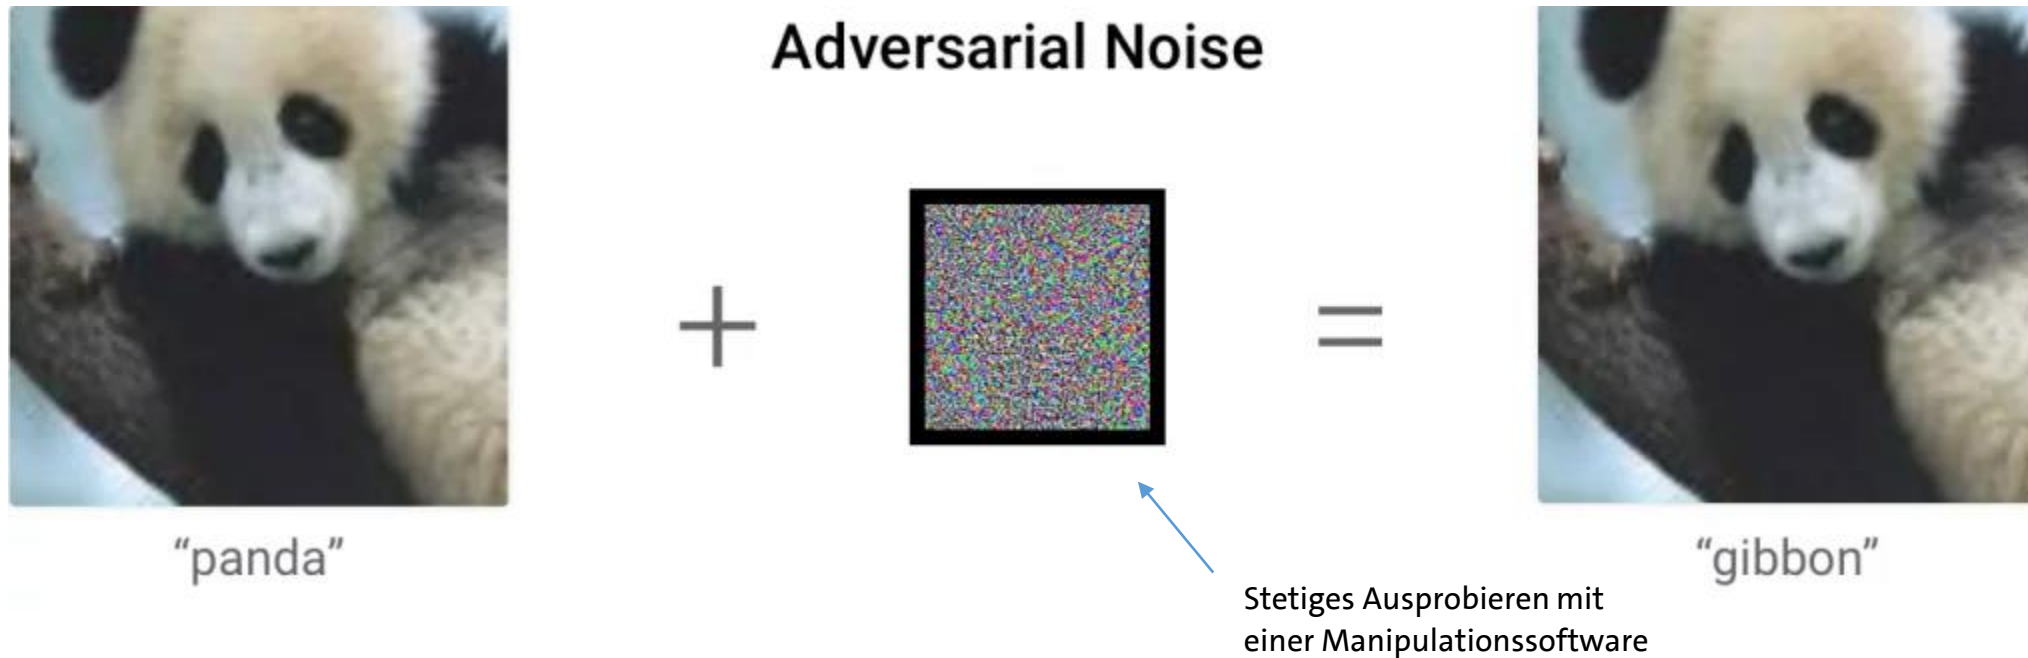 Adversarial Noise
+
=
“panda”
“gibbon”
Stetiges Ausprobieren mit
einer Manipulationssoftware